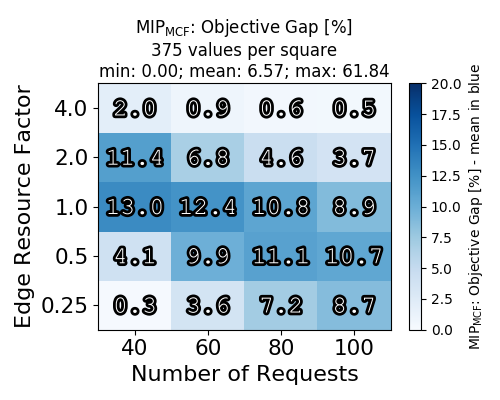 MIP_MCF: Objective Gap [%]
375 values per square
min: 0.00; mean: 6.57; max: 61.84
Edge Resource Factor
4.0 2.0 0.9 0.6 0.5
2.0 11.4 6.8 4.6 3.7
1.0 13.0 12.4 10.8 8.9
0.5 4.1 9.9 11.1 10.7
0.25 0.3 3.6 7.2 8.7
40 60 80 100
Number of Requests
20.0
17.5
15.0
12.5
10.0
7.5
5.0
2.5
0.0
MIP_MCF: Objective Gap [%] - mean in blue